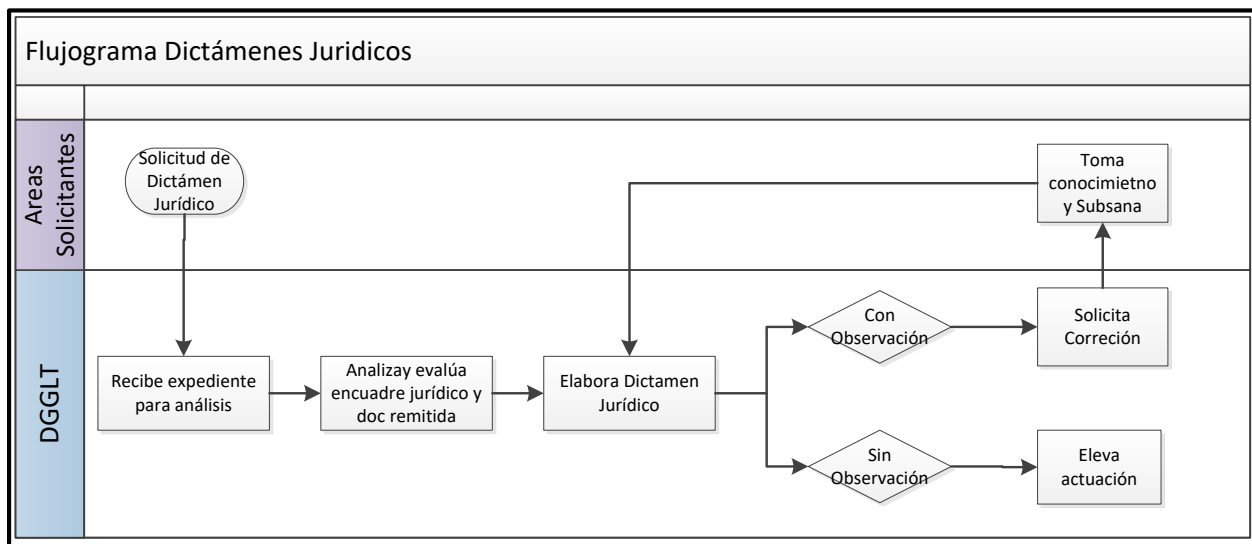 Flujograma Dictámenes Juridicos
Areas
Solicitantes
Solicitud de
Dictámen
Jurídico
Toma
conocimietno
y Subsana
DGGLT
Recibe expediente
para análisis
Analizay evalúa
encuadre jurídico y
doc remitida
Elabora Dictamen
Jurídico
Con
Observación
Solicita
Correción
Sin
Observación
Eleva
actuación